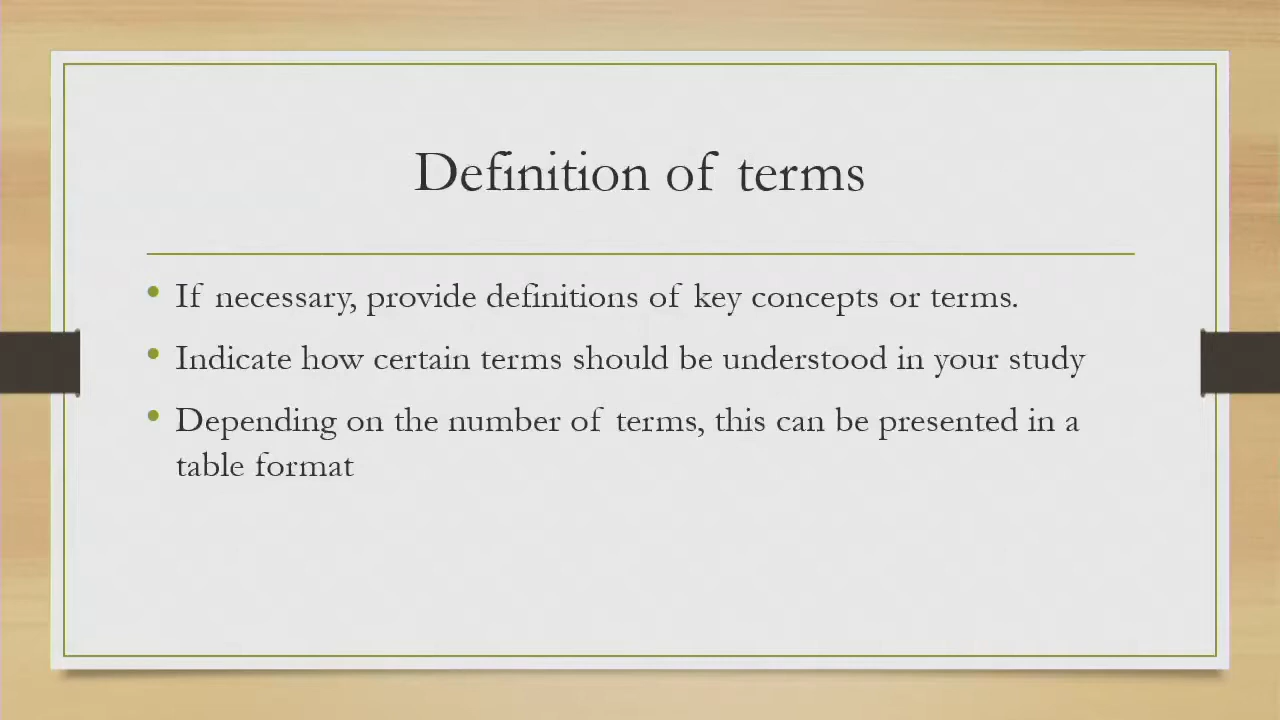 Definition of terms
• If necessary, provide definitions of key concepts or terms.
• Indicate how certain terms should be understood in your study
• Depending on the number of terms, this can be presented in a
table format